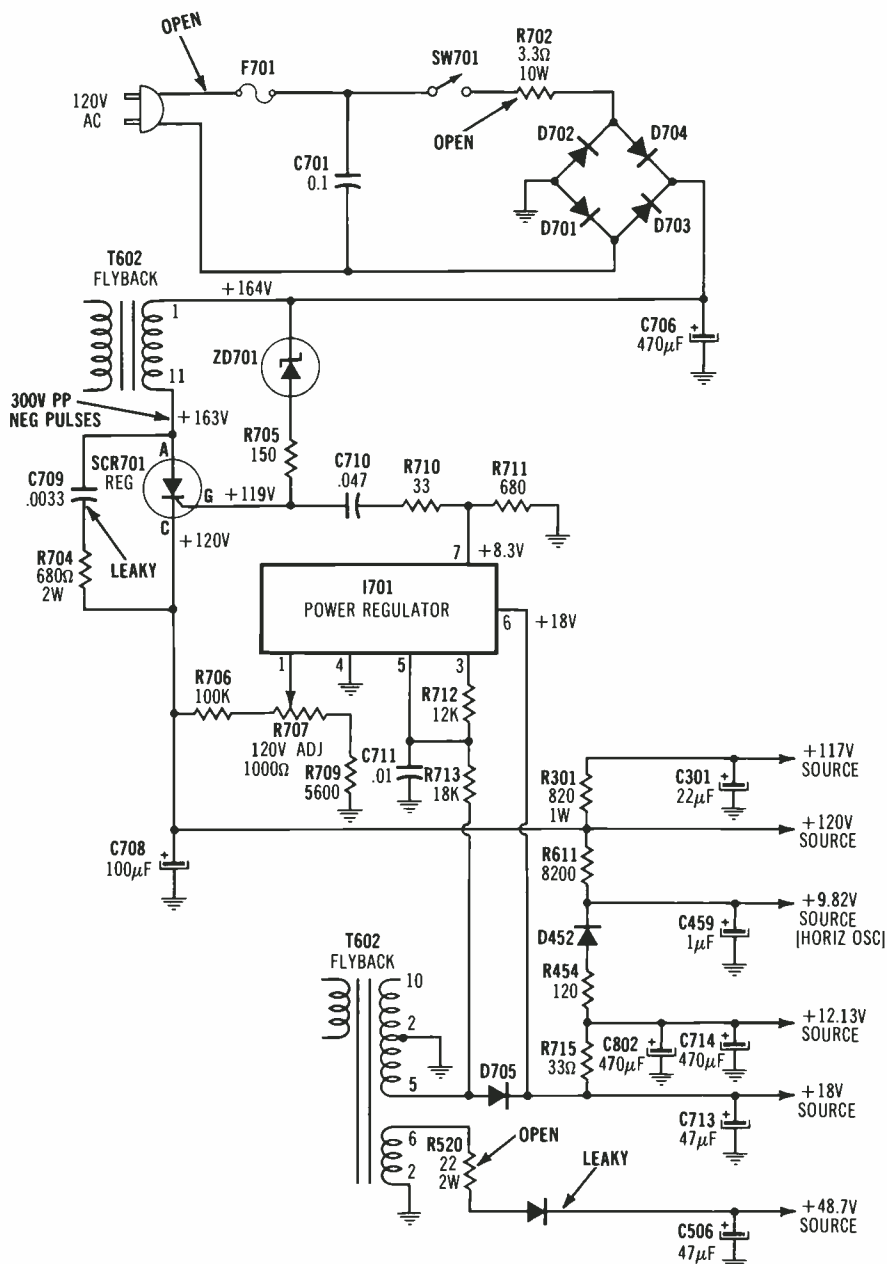 OPEN
F701
120V
AC
SW701
R702
3.3Ω
10W
OPEN
C701
0.1
D702
D704
D701
D703
T602
FLYBACK
1
11
+164V
C706
470μF
+
ZD701
300V PP
NEG PULSES
+163V
R705
150
C709
.0033
SCR701
REG
A
G
C
+119V
+120V
C710
.047
R710
33
R711
680
R704
680Ω
2W
LEAKY
7
+8.3V
I701
POWER REGULATOR
6
+18V
1
4
5
3
R706
100K
R707
120V ADJ
1000Ω
R709
5600
C711
.01
R712
12K
R713
18K
R301
820
1W
+
C301
22μF
+117V
SOURCE
+120V
SOURCE
C708
100μF
+
R611
8200
+
C459
1μF
+9.82V
SOURCE
|HORIZ OSC|
D452
R454
120
T602
FLYBACK
10
2
5
+12.13V
SOURCE
R715
33Ω
C802
470μF
+
C714
470μF
+
D705
+18V
SOURCE
C713
47μF
+
6
2
R520
22
2W
OPEN
LEAKY
+48.7V
SOURCE
C506
47μF
+